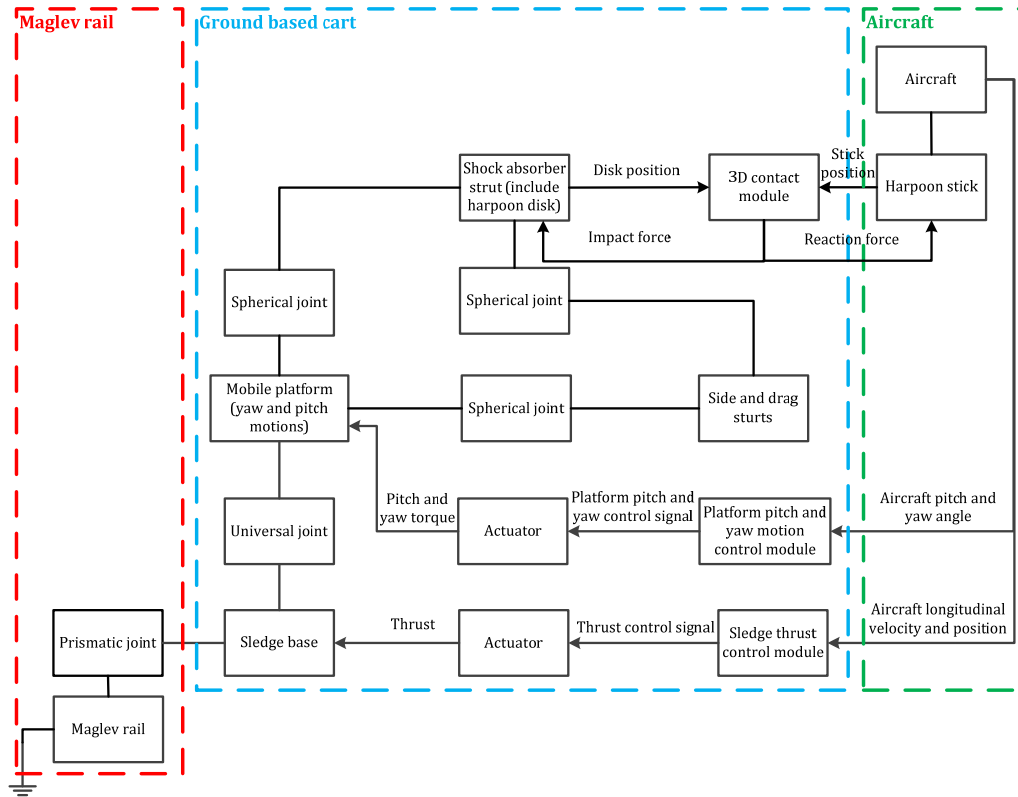 Maglev rail
Ground based cart
Aircraft
Aircraft
Shock absorber
strut (include
harpoon disk)
Disk position
3D contact
module
Stick
position
Harpoon stick
Impact force
Reaction force
Spherical joint
Spherical joint
Mobile platform
(yaw and pitch
motions)
Spherical joint
Side and drag
sturts
Pitch and
yaw torque
Platform pitch and
yaw control signal
Aircraft pitch and
yaw angle
Universal joint
Actuator
Platform pitch and
yaw motion
control module
Prismatic joint
Sledge base
Thrust
Actuator
Thrust control signal
Sledge thrust
control module
Aircraft longitudinal
velocity and position
Maglev rail